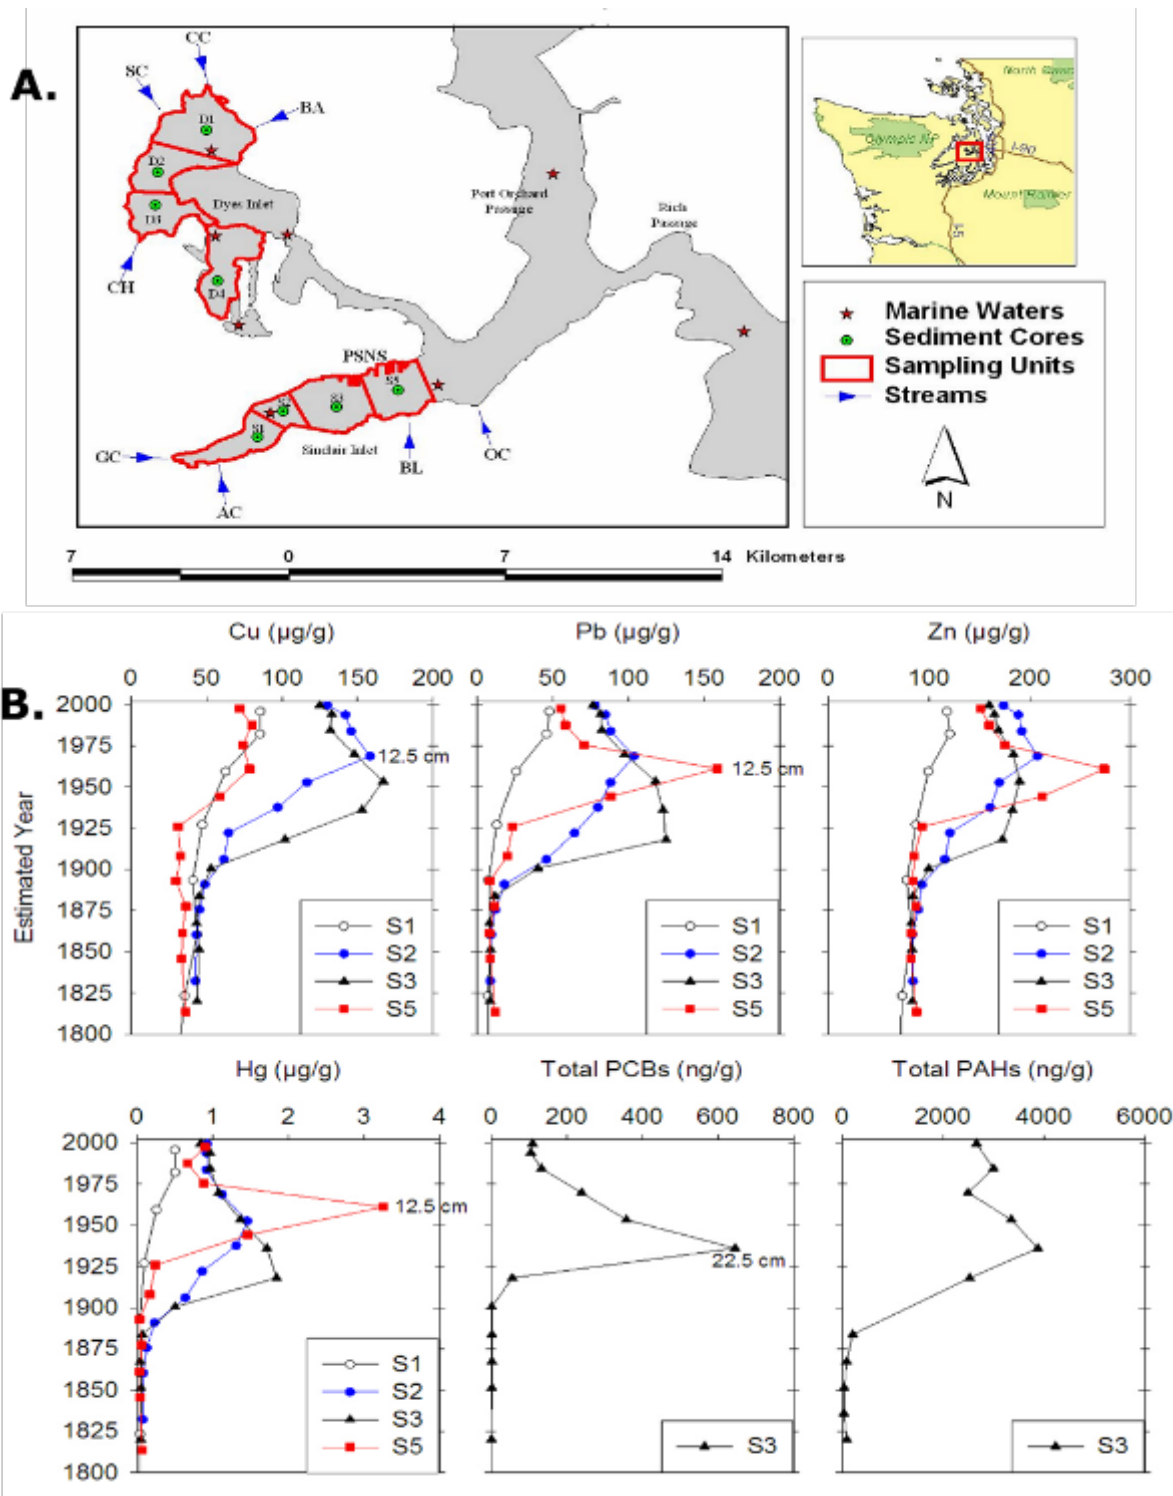 A.
CC
SC
BA
D1
D2
D3
Dyes Inlet
CH
D4
Port Orchard
Passage
Rich
Passage
PSNS
S5
S3
S2
S1
Sinclair Inlet
GC
AC
BL
OC
Olympic NP
I-90
I-5
Marine Waters
Sediment Cores
Sampling Units
Streams
N
7 0 7 14 Kilometers
B.
Cu (µg/g)
0 50 100 150 200
Pb (µg/g)
0 50 100 150 200
Zn (µg/g)
0 100 200 300
Estimated Year
2000
1975
1950
1925
1900
1875
1850
1825
1800
12.5 cm
12.5 cm
S1
S2
S3
S5
S1
S2
S3
S5
S1
S2
S3
S5
Hg (µg/g)
0 1 2 3 4
Total PCBs (ng/g)
0 200 400 600 800
Total PAHs (ng/g)
0 2000 4000 6000
2000
1975
1950
1925
1900
1875
1850
1825
1800
12.5 cm
22.5 cm
S1
S2
S3
S5
S3
S3